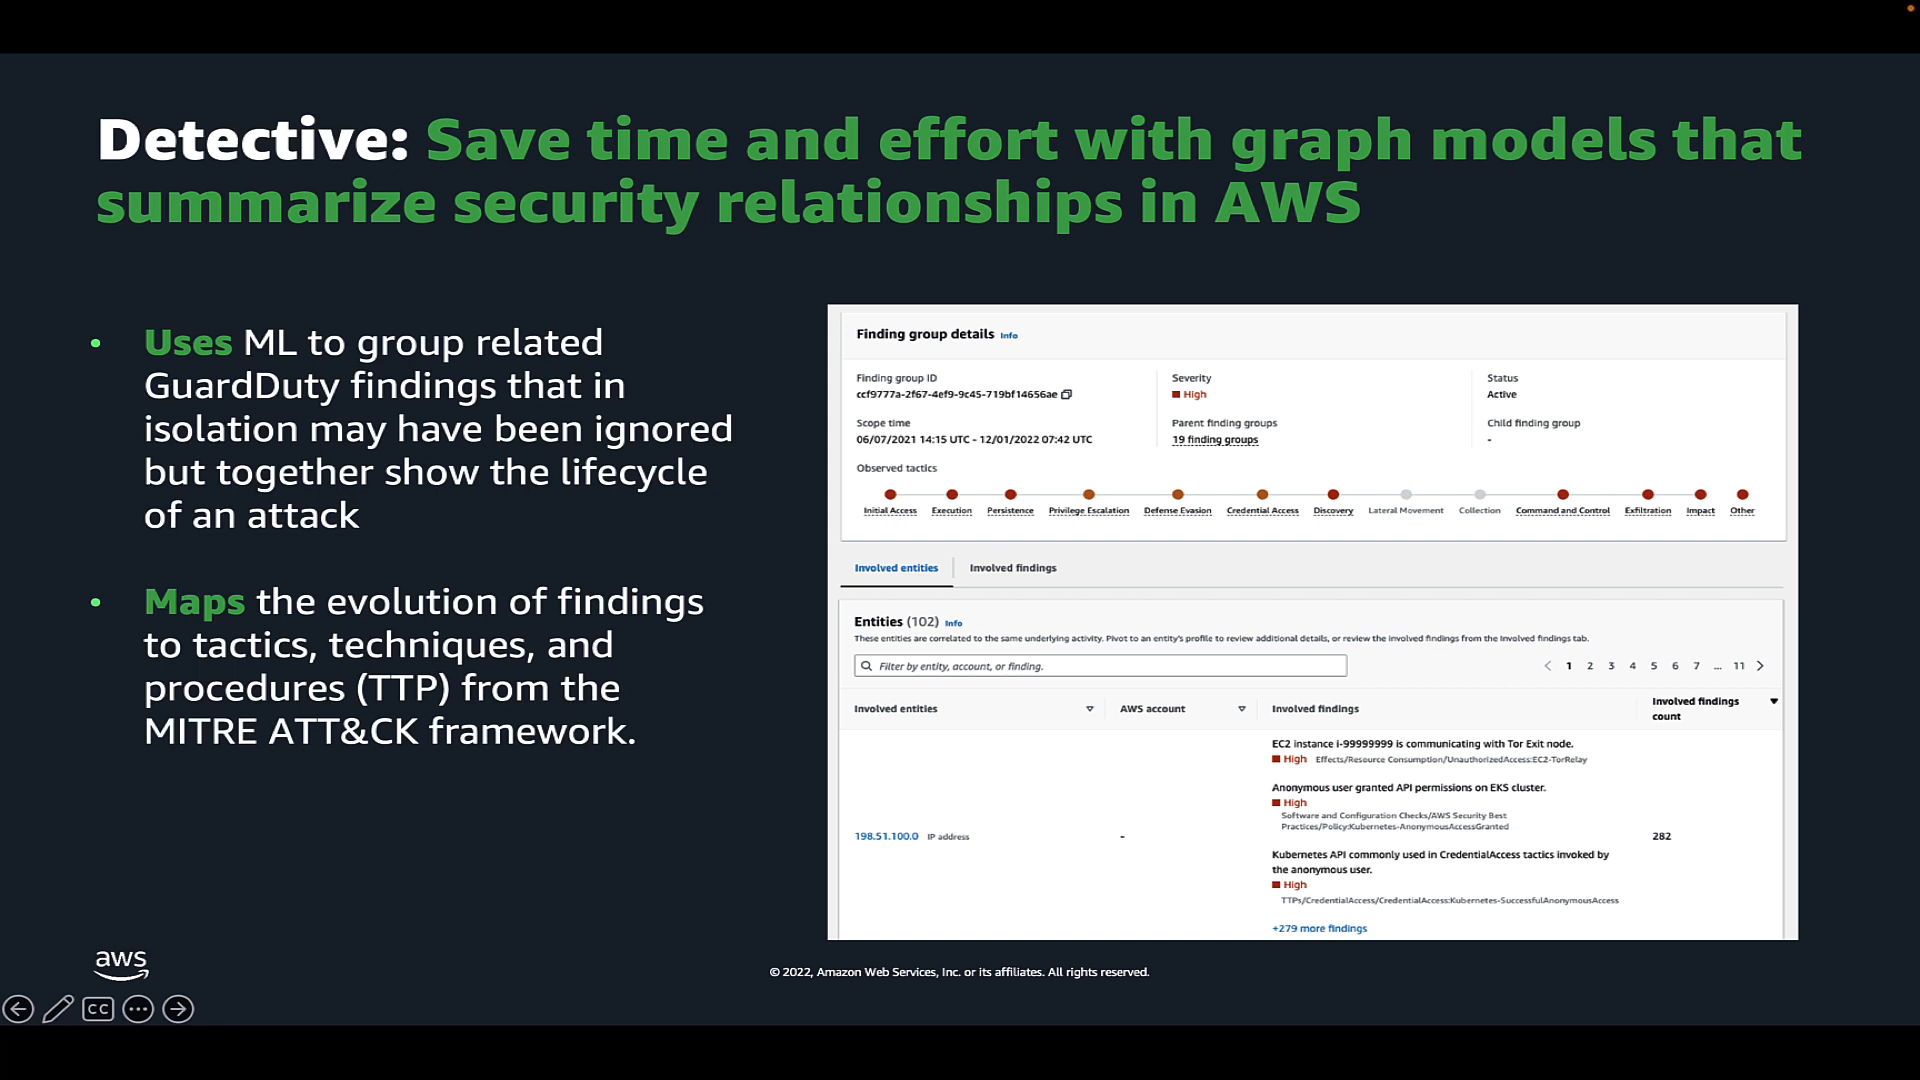 Detective: Save time and effort with graph models that
summarize security relationships in AWS
• Uses ML to group related
GuardDuty findings that in
isolation may have been ignored
but together show the lifecycle
of an attack
• Maps the evolution of findings
to tactics, techniques, and
procedures (TTP) from the
MITRE ATT&CK framework.
Finding group details Info
Finding group ID
ccf9777a-2f67-4ef9-9c45-719bf14656ae
Severity
High
Status
Active
Scope time
06/07/2021 14:15 UTC - 12/01/2022 07:42 UTC
Parent finding groups
19 finding groups
Child finding group
-
Observed tactics
Initial Access Execution Persistence Privilege Escalation Defense Evasion Credential Access Discovery Lateral Movement Collection Command and Control Exfiltration Impact Other
Involved entities Involved findings
Entities (102) Info
These entities are correlated to the same underlying activity. Pivot to an entity's profile to review additional details, or review the involved findings from the Involved findings tab.
Filter by entity, account, or finding.
1 2 3 4 5 6 7 ... 11
Involved entities AWS account Involved findings Involved findings
count
EC2 instance i-99999999 is communicating with Tor Exit node.
High Effects/Resource Consumption/UnauthorizedAccess:EC2-TorRelay
Anonymous user granted API permissions on EKS cluster.
High
Software and Configuration Checks/AWS Security Best
Practices/Policy:Kubernetes-AnonymousAccessGranted
198.51.100.0 IP address - 282
Kubernetes API commonly used in CredentialAccess tactics invoked by
the anonymous user.
High
TTPs/CredentialAccess/CredentialAccess:Kubernetes-SuccessfulAnonymousAccess
+279 more findings
aws
© 2022, Amazon Web Services, Inc. or its affiliates. All rights reserved.
CC